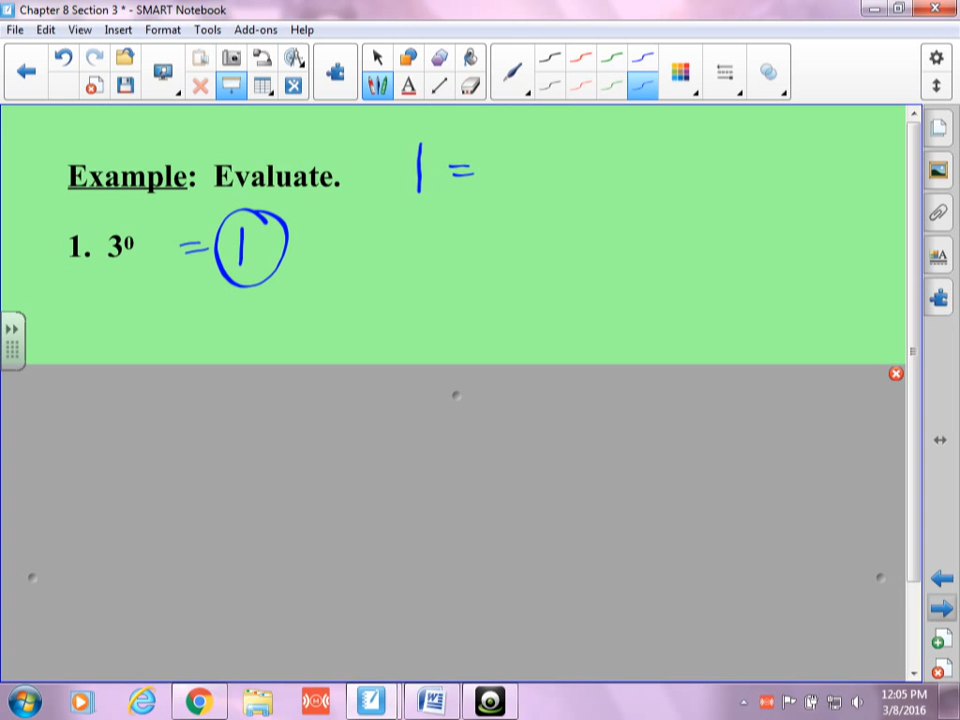 Chapter 8 Section 3 * - SMART Notebook
File Edit View Insert Format Tools Add-ons Help
Example: Evaluate. 1 =
1. 3⁰ = 1
12:05 PM
3/8/2016